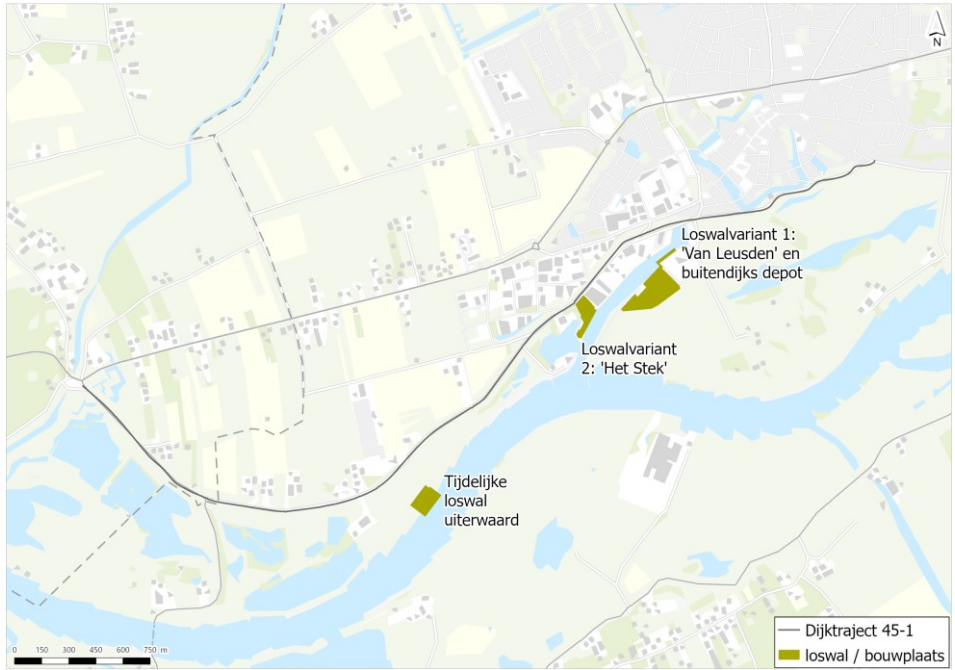 N
Loswalvariant 1:
'Van Leusden' en
buitendijks depot
Loswalvariant
2: 'Het Stek'
Tijdelijke
loswal
uiterwaard
0 150 300 450 600 750 m
Dijktraject 45-1
loswal / bouwplaats